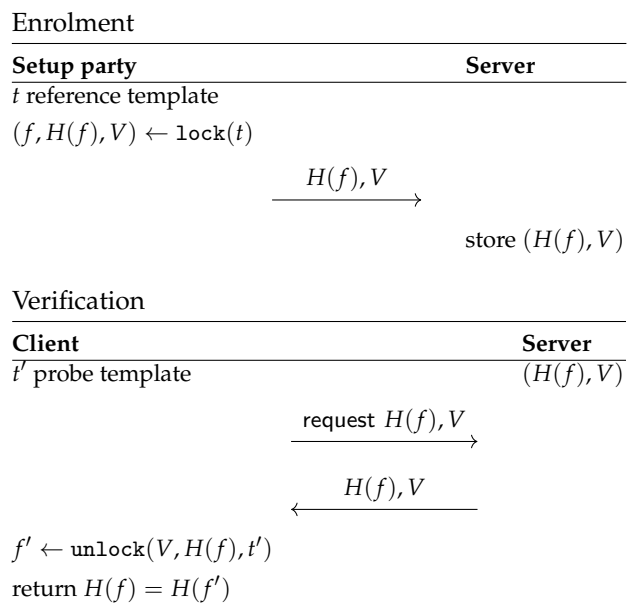 Enrolment
Setup party Server
t reference template
(f, H(f), V) ← lock(t)
H(f), V
store (H(f), V)
Verification
Client Server
t′ probe template (H(f), V)
request H(f), V
H(f), V
f′ ← unlock(V, H(f), t′)
return H(f) = H(f′)